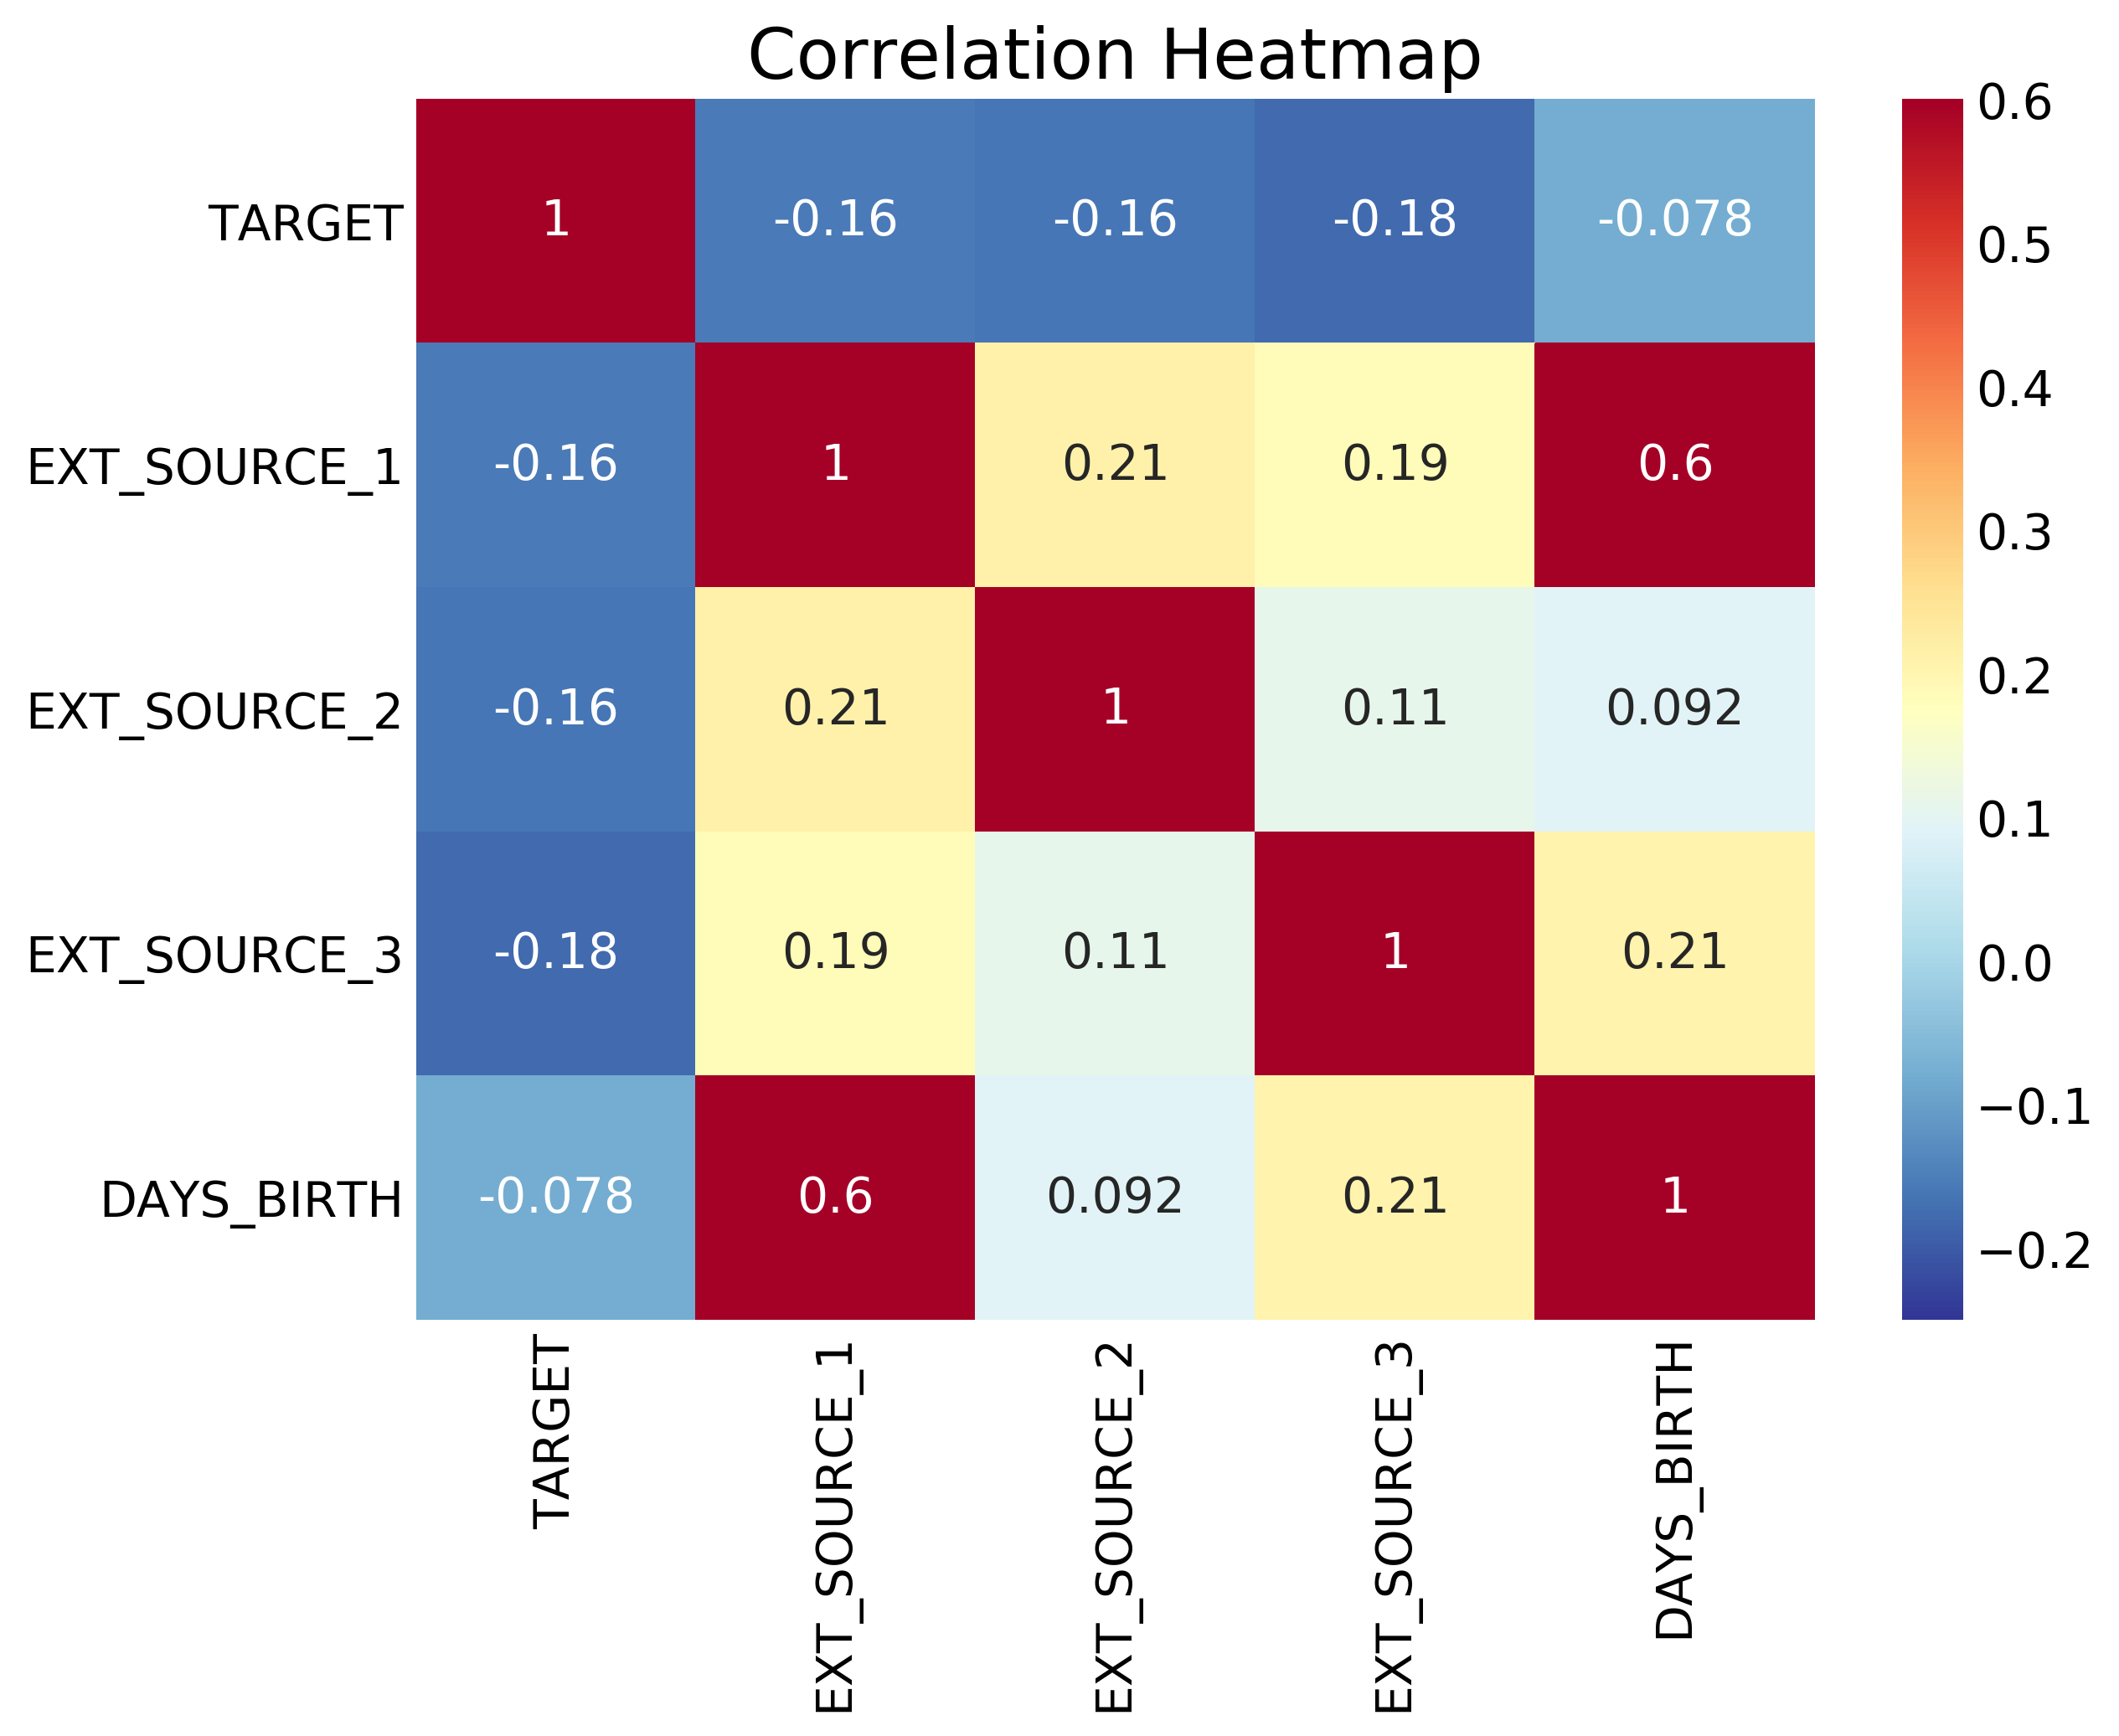 Correlation Heatmap
TARGET 1 -0.16 -0.16 -0.18 -0.078
EXT_SOURCE_1 -0.16 1 0.21 0.19 0.6
EXT_SOURCE_2 -0.16 0.21 1 0.11 0.092
EXT_SOURCE_3 -0.18 0.19 0.11 1 0.21
DAYS_BIRTH -0.078 0.6 0.092 0.21 1
TARGET
EXT_SOURCE_1
EXT_SOURCE_2
EXT_SOURCE_3
DAYS_BIRTH
0.6
0.5
0.4
0.3
0.2
0.1
0.0
−0.1
−0.2